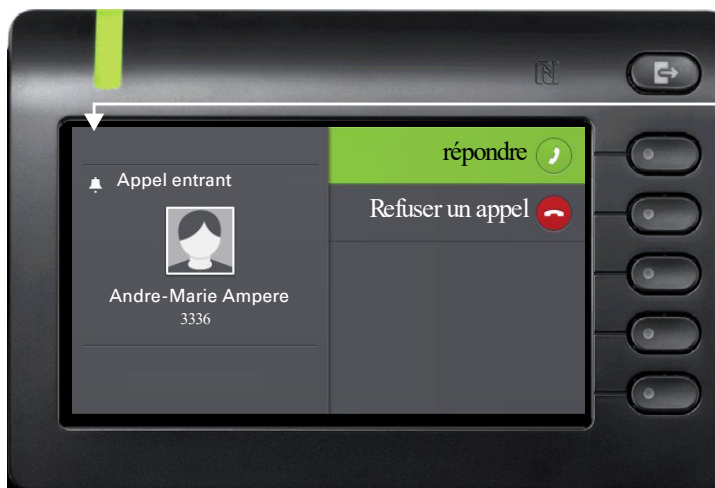 Appel entrant
Andre-Marie Ampere
3336
répondre
Refuser un appel